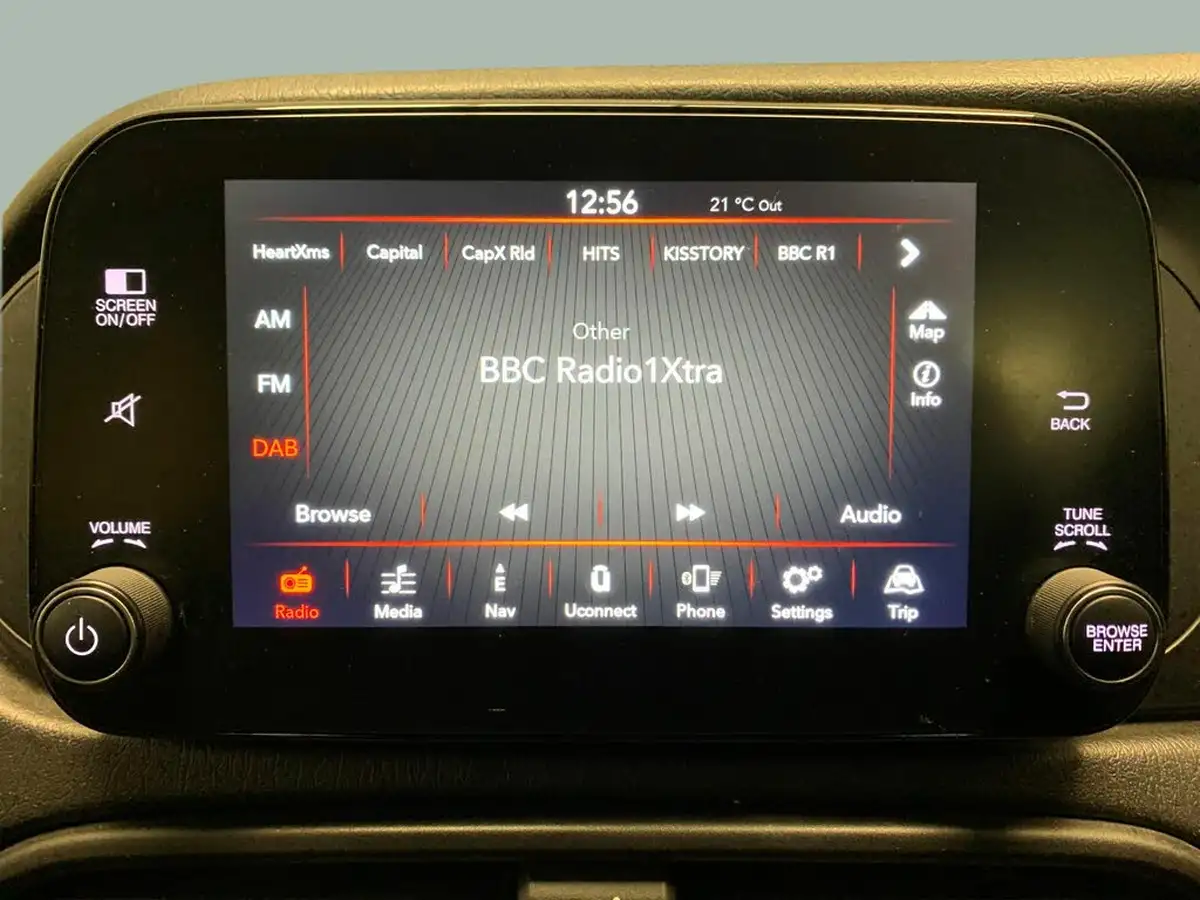 12:56 21 °C Out
HeartXms Capital CapX Rld HITS KISSTORY BBC R1
SCREEN
ON/OFF
AM
FM
DAB
Other
BBC Radio1Xtra
Map
Info
BACK
VOLUME
TUNE
SCROLL
Browse Audio
E
Radio Media Nav Uconnect Phone Settings Trip
BROWSE
ENTER